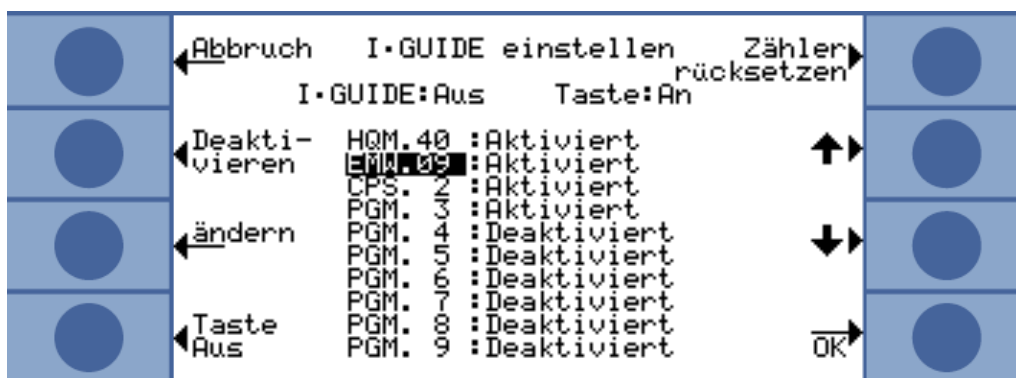 Abbruch I·GUIDE einstellen Zähler
rücksetzen
I·GUIDE:Aus Taste:An
Deakti- HQM.40 :Aktiviert
vieren EMW.09 :Aktiviert
CPS. 2 :Aktiviert
PGM. 3 :Aktiviert
ändern PGM. 4 :Deaktiviert
PGM. 5 :Deaktiviert
PGM. 6 :Deaktiviert
PGM. 7 :Deaktiviert
Taste PGM. 8 :Deaktiviert
Aus PGM. 9 :Deaktiviert OK